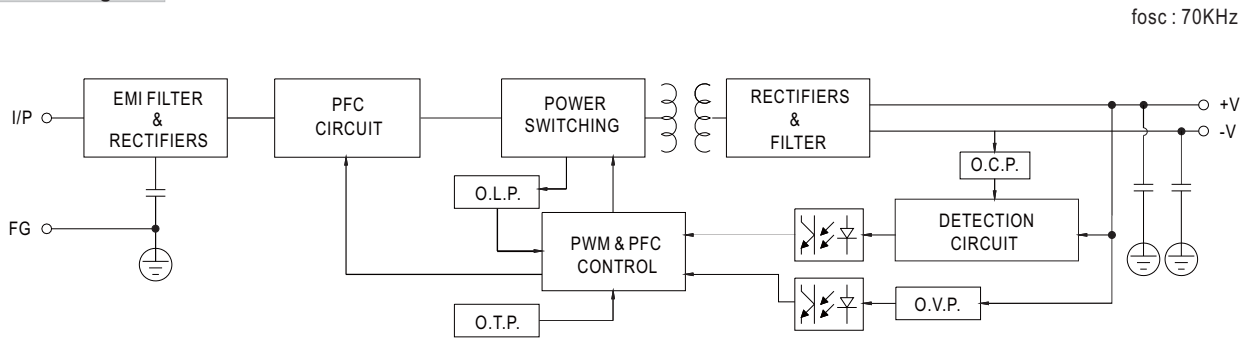 fosc : 70KHz
I/P
EMI FILTER
&
RECTIFIERS
PFC
CIRCUIT
POWER
SWITCHING
RECTIFIERS
&
FILTER
+V
-V
O.C.P.
O.L.P.
FG
PWM & PFC
CONTROL
DETECTION
CIRCUIT
O.T.P.
O.V.P.